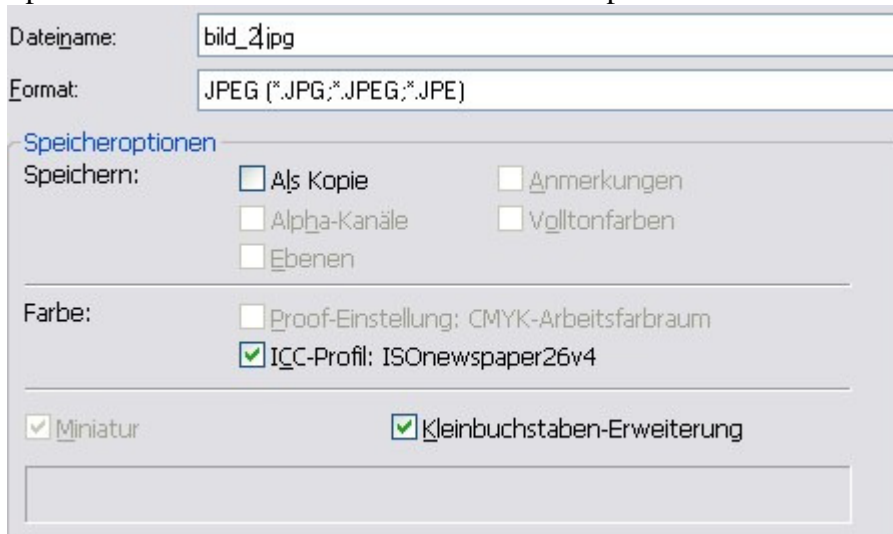 Dateiname: bild_2.jpg
Format: JPEG (*.JPG;*.JPEG;*.JPE)
Speicheroptionen
Speichern: Als Kopie Anmerkungen
Alpha-Kanäle Volltonfarben
Ebenen
Farbe: Proof-Einstellung: CMYK-Arbeitsfarbraum
ICC-Profil: ISOnewspaper26v4
Miniatur Kleinbuchstaben-Erweiterung